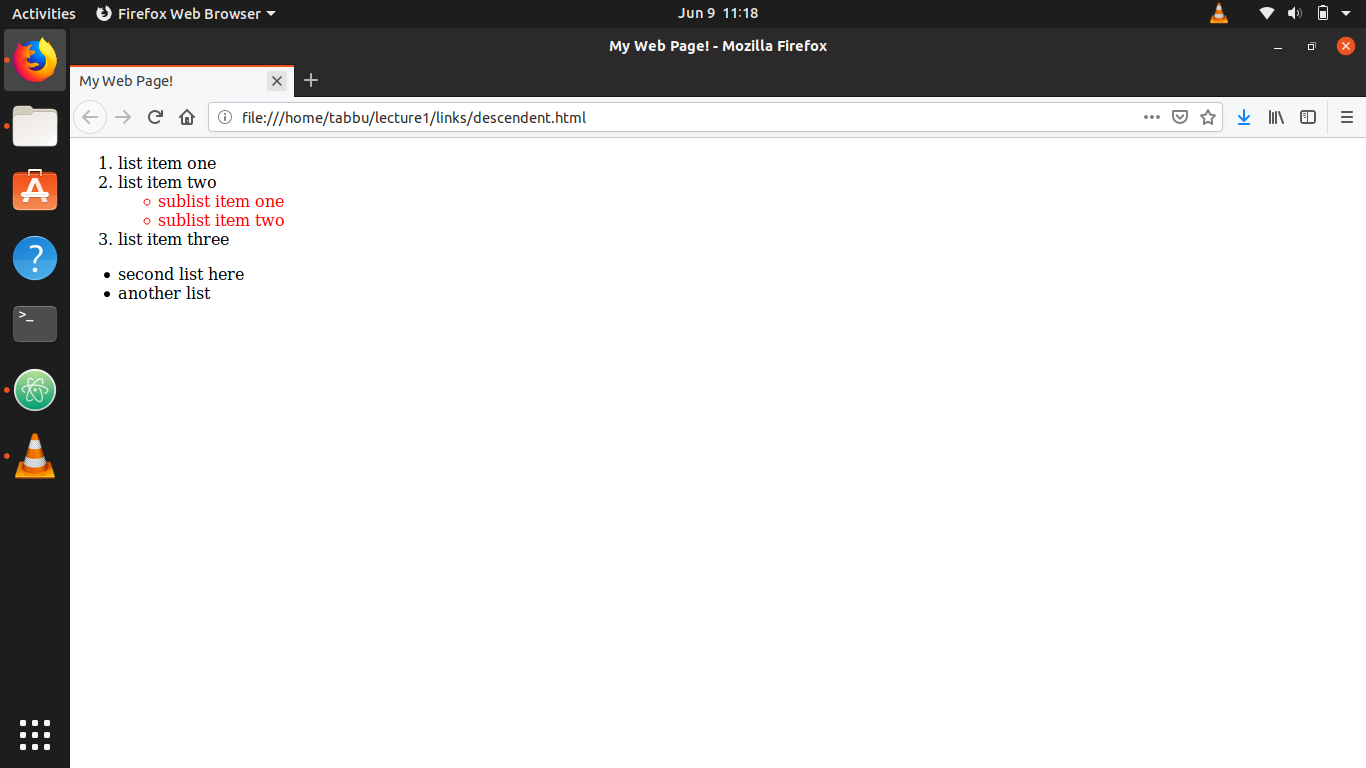 Activities Firefox Web Browser Jun 9 11:18
My Web Page! - Mozilla Firefox
My Web Page!
file:///home/tabbu/lecture1/links/descendent.html
1. list item one
2. list item two
◦ sublist item one
◦ sublist item two
3. list item three
• second list here
• another list
>_